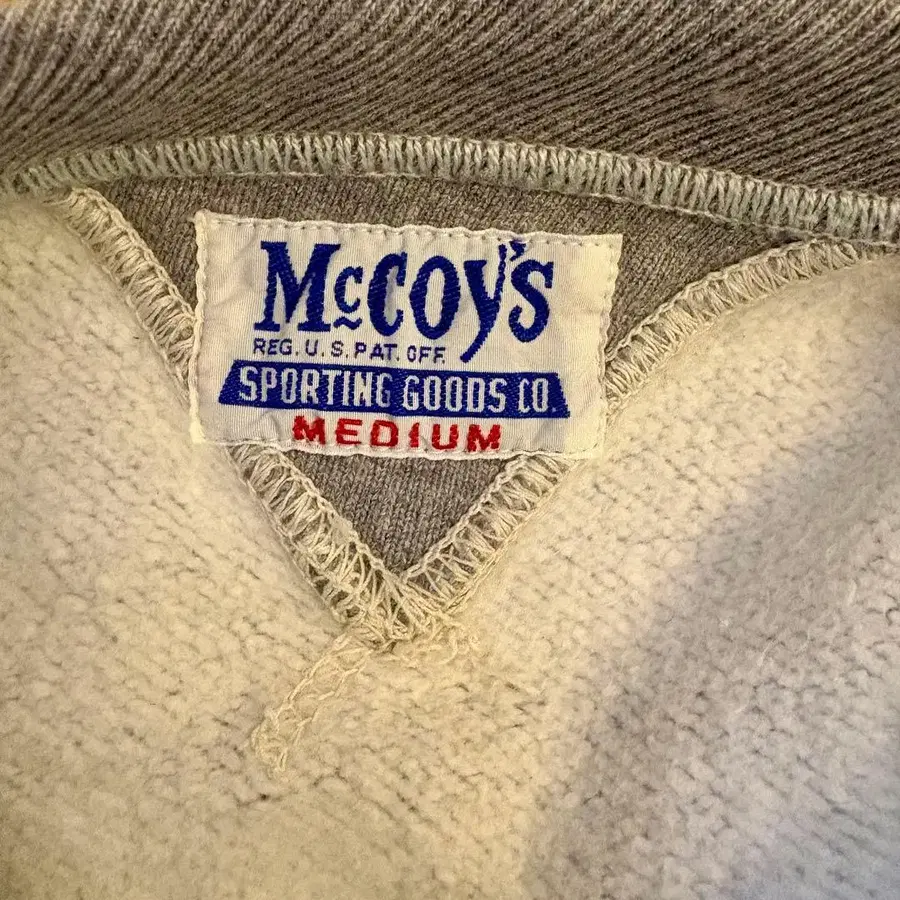 McCoy's
REG. U. S. PAT. OFF.
SPORTING GOODS CO.
MEDIUM